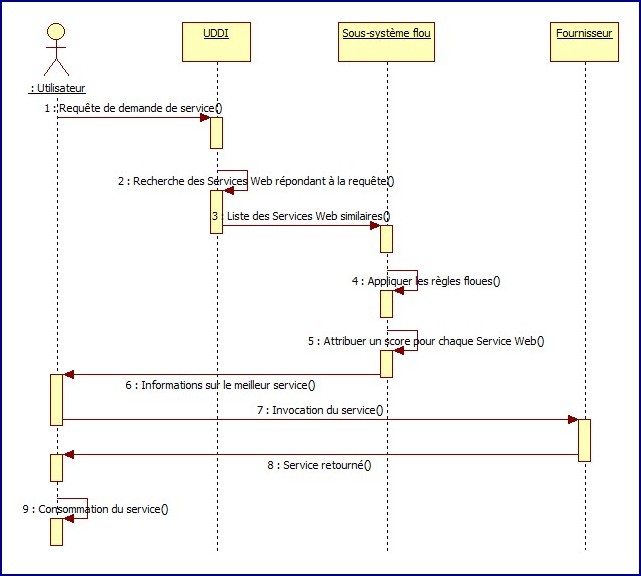 UDDI
Sous-système flou
Fournisseur
: Utilisateur
1 : Requête de demande de service()
2 : Recherche des Services Web répondant à la requête()
3 : Liste des Services Web similaires()
4 : Appliquer les règles floues()
5 : Attribuer un score pour chaque Service Web()
6 : Informations sur le meilleur service()
7 : Invocation du service()
8 : Service retourné()
9 : Consommation du service()